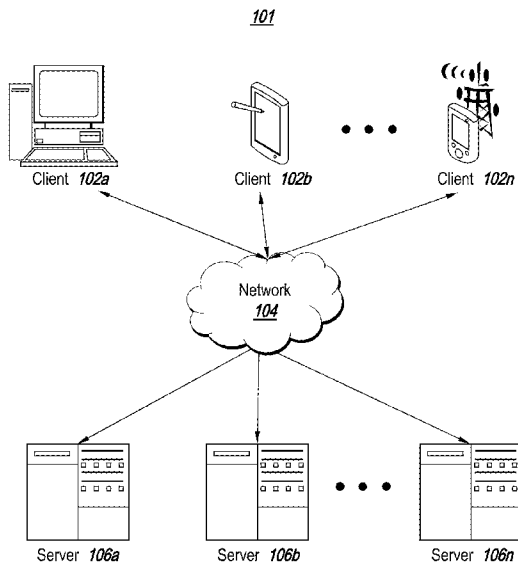 101
Client 102a
Client 102b
Client 102n
Network
104
Server 106a
Server 106b
Server 106n